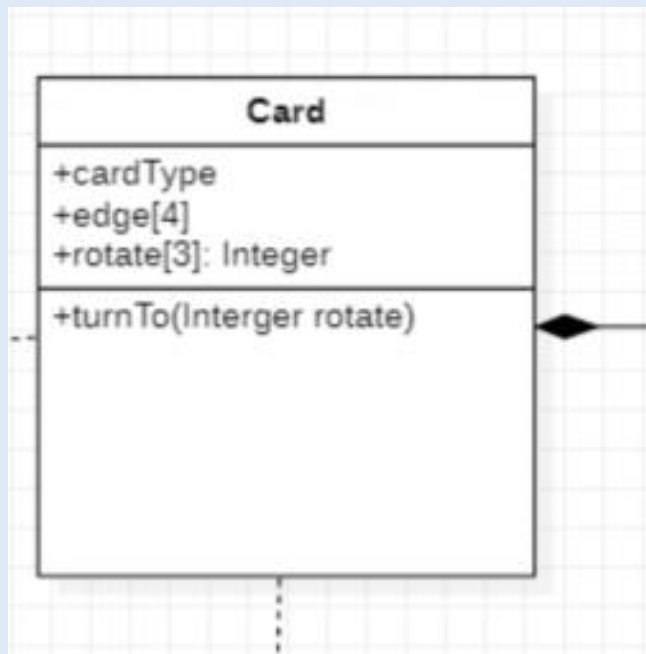 Card
+cardType
+edge[4]
+rotate[3]: Integer
+turnTo(Interger rotate)